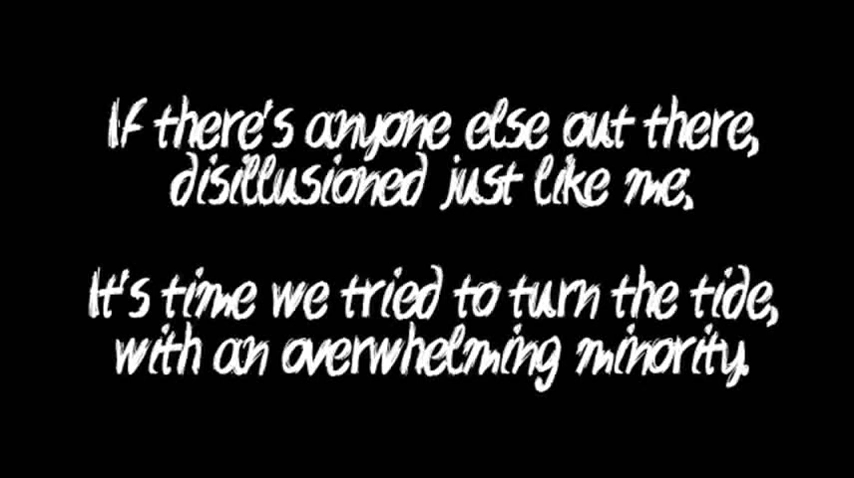 If there's anyone else out there,
disillusioned just like me.
It's time we tried to turn the tide,
with an overwhelming minority.